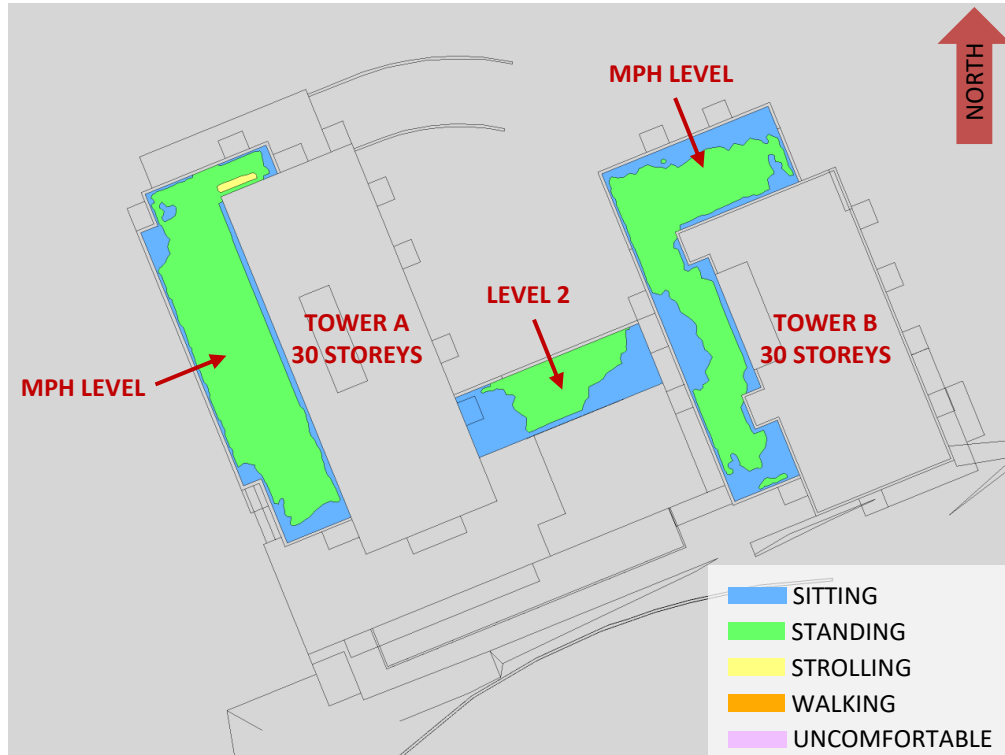 NORTH
MPH LEVEL
LEVEL 2
TOWER A
30 STOREYS
TOWER B
30 STOREYS
MPH LEVEL
SITTING
STANDING
STROLLING
WALKING
UNCOMFORTABLE